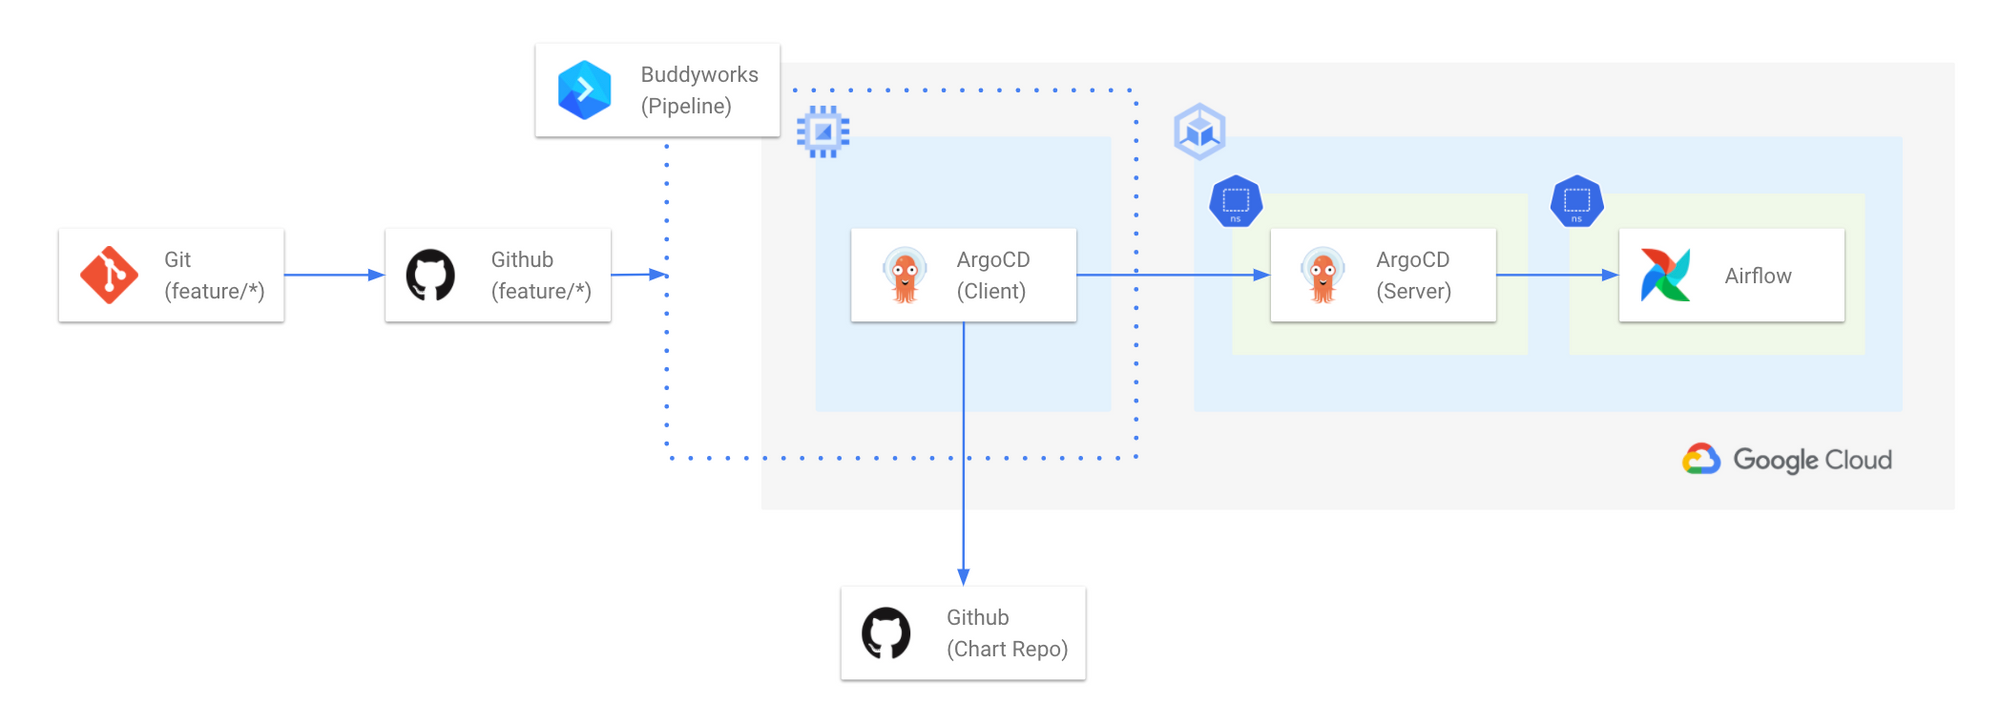 Buddyworks
(Pipeline)
ns
ns
Git
(feature/*)
Github
(feature/*)
ArgoCD
(Client)
ArgoCD
(Server)
Airflow
Google Cloud
Github
(Chart Repo)